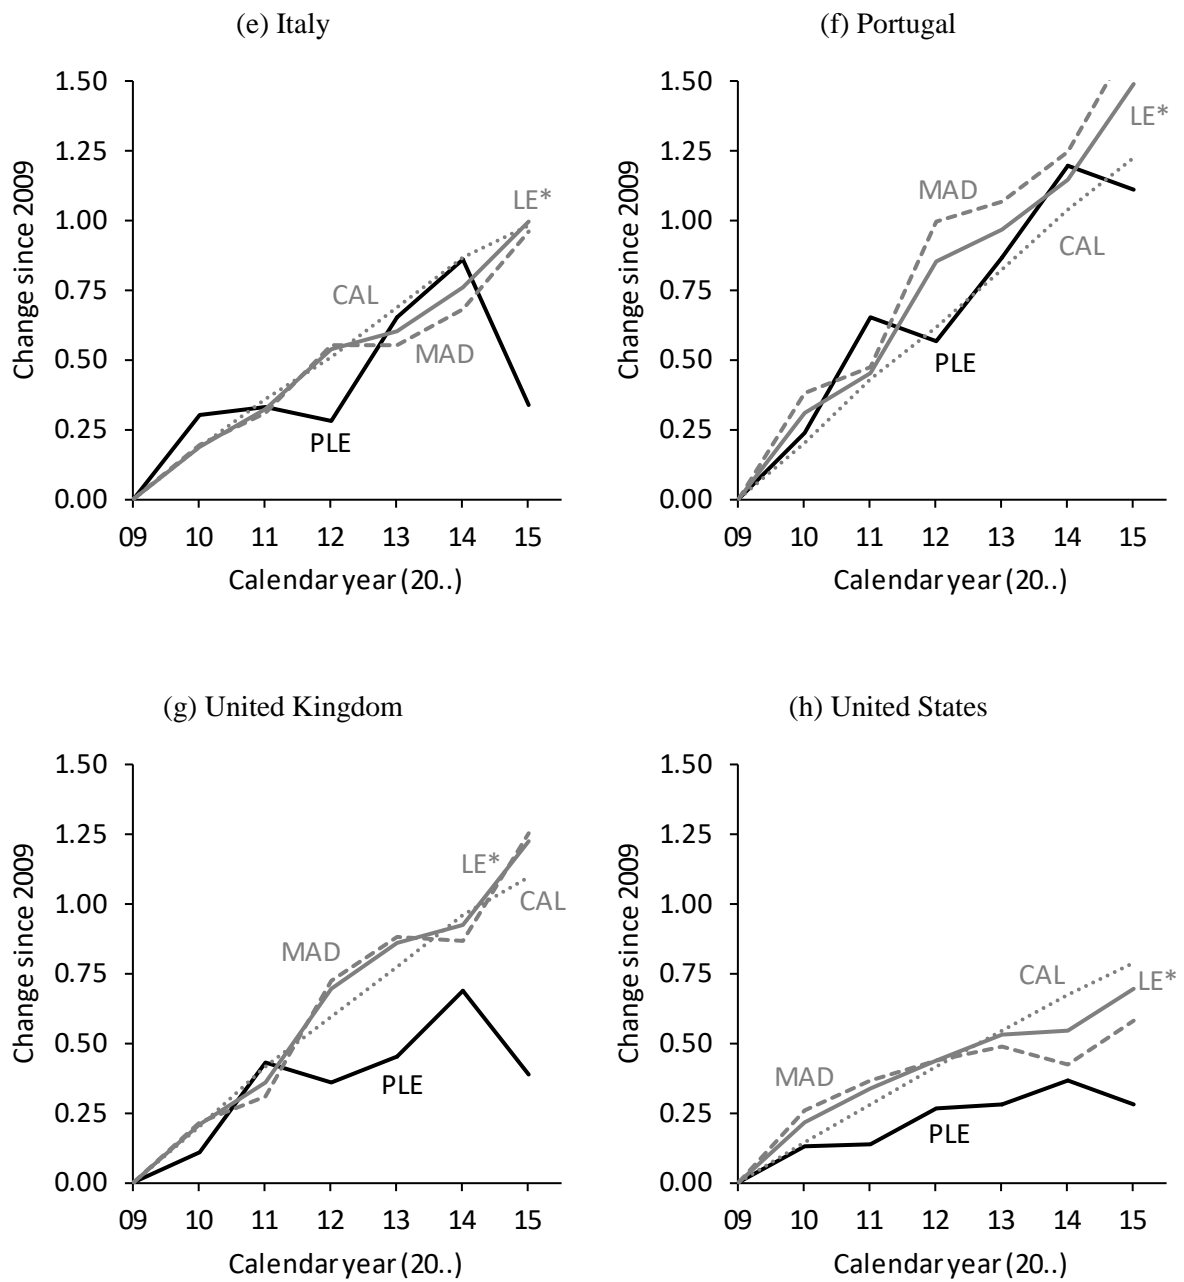 (e) Italy
Change since 2009
1.50
1.25
1.00
0.75
0.50
0.25
0.00
LE*
CAL
MAD
PLE
09 10 11 12 13 14 15
Calendar year (20..)
(f) Portugal
Change since 2009
1.50
1.25
1.00
0.75
0.50
0.25
0.00
LE*
MAD
CAL
PLE
09 10 11 12 13 14 15
Calendar year (20..)
(g) United Kingdom
Change since 2009
1.50
1.25
1.00
0.75
0.50
0.25
0.00
LE*
CAL
MAD
PLE
09 10 11 12 13 14 15
Calendar year (20..)
(h) United States
Change since 2009
1.50
1.25
1.00
0.75
0.50
0.25
0.00
CAL
LE*
MAD
PLE
09 10 11 12 13 14 15
Calendar year (20..)